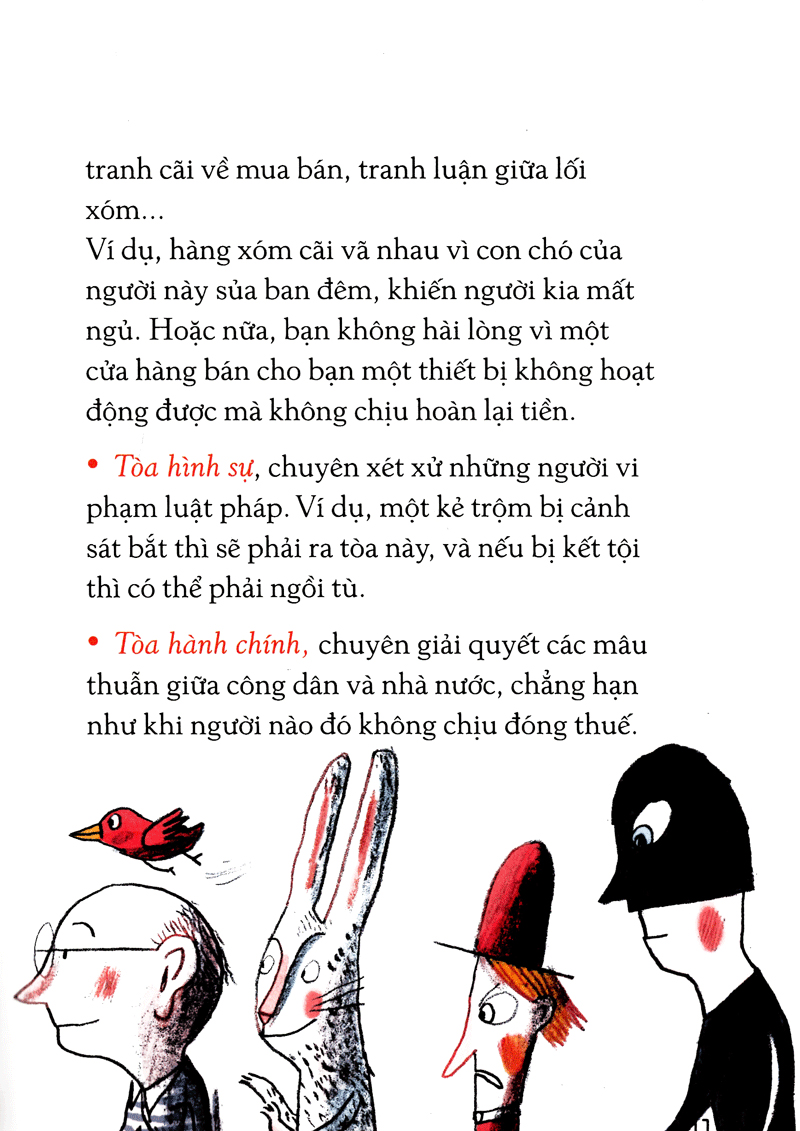 tranh cãi về mua bán, tranh luận giữa lối
xóm...
Ví dụ, hàng xóm cãi vã nhau vì con chó của
người này sủa ban đêm, khiến người kia mất
ngủ. Hoặc nữa, bạn không hài lòng vì một
cửa hàng bán cho bạn một thiết bị không hoạt
động được mà không chịu hoàn lại tiền.
• Tòa hình sự, chuyên xét xử những người vi
phạm luật pháp. Ví dụ, một kẻ trộm bị cảnh
sát bắt thì sẽ phải ra tòa này, và nếu bị kết tội
thì có thể phải ngồi tù.
• Tòa hành chính, chuyên giải quyết các mâu
thuẫn giữa công dân và nhà nước, chẳng hạn
như khi người nào đó không chịu đóng thuế.